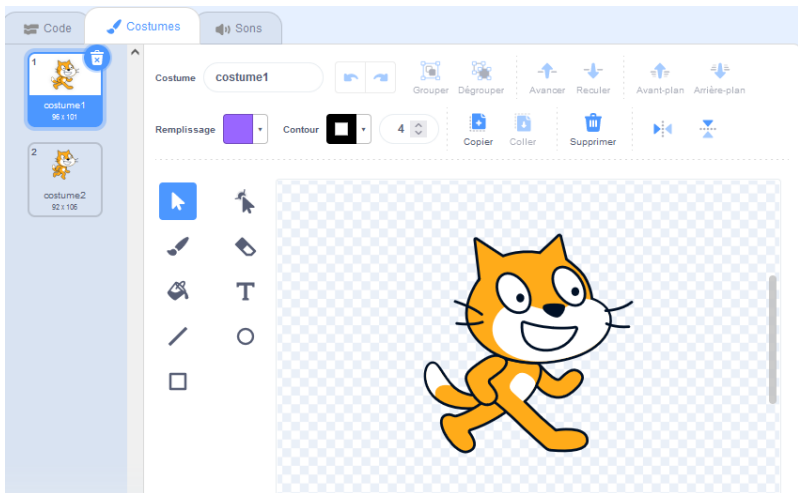 Code
Costumes
Sons
1
costume1
96 x 101
2
costume2
92 x 106
Costume
costume1
Grouper
Dégrouper
Avancer
Reculer
Avant-plan
Arrière-plan
Remplissage
Contour
4
Copier
Coller
Supprimer
T